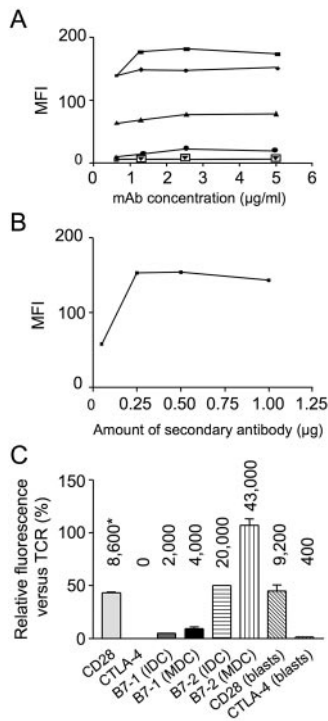 A
200
100
0
MFI
0 1 2 3 4 5 6
mAb concentration (µg/ml)
B
200
100
0
MFI
0 0.25 0.50 0.75 1.00 1.25
Amount of secondary antibody (µg)
C
Relative fluorescence
versus TCR (%)
150
100
50
0
8,600*
0
2,000
4,000
20,000
43,000
9,200
400
CD28
CTLA-4
B7-1 (IDC)
B7-1 (MDC)
B7-2 (IDC)
B7-2 (MDC)
CD28 (blasts)
CTLA-4 (blasts)